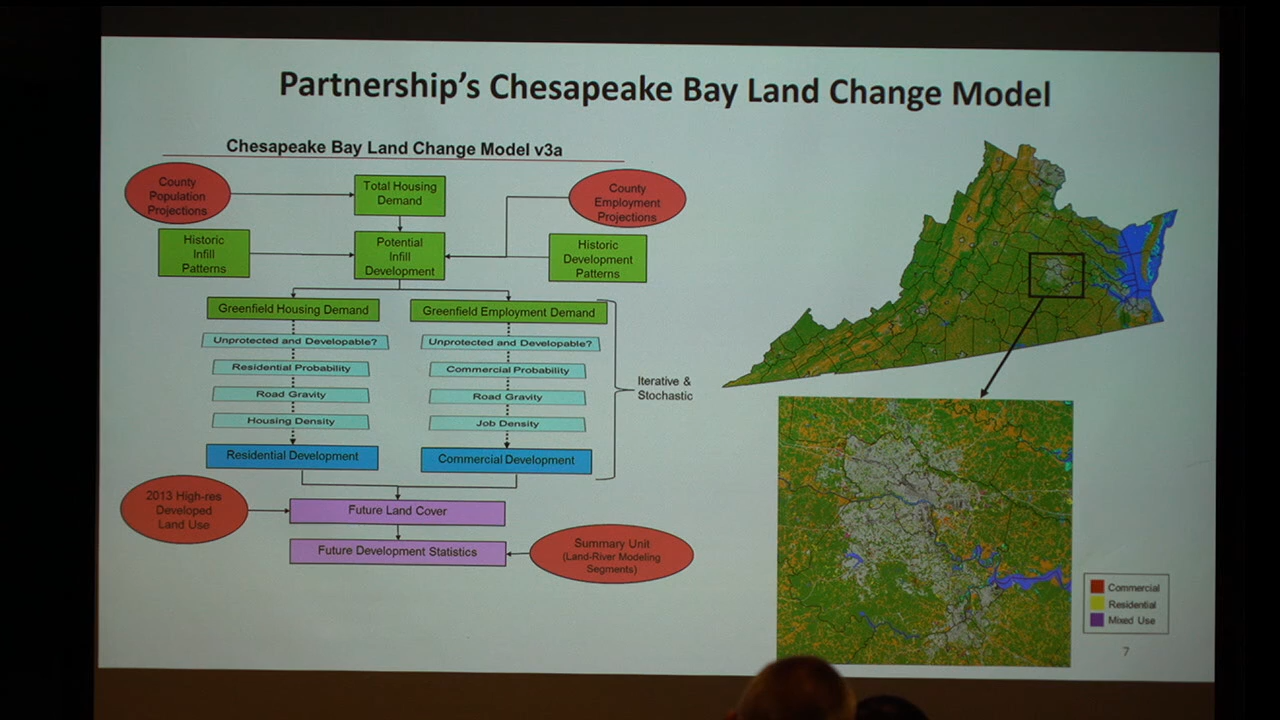 Partnership's Chesapeake Bay Land Change Model
Chesapeake Bay Land Change Model v3a
County
Population
Projections
Total Housing
Demand
County
Employment
Projections
Historic
Infill
Patterns
Potential
Infill
Development
Historic
Development
Patterns
Greenfield Housing Demand
Greenfield Employment Demand
Unprotected and Developable?
Unprotected and Developable?
Residential Probability
Commercial Probability
Road Gravity
Road Gravity
Housing Density
Job Density
Iterative &
Stochastic
Residential Development
Commercial Development
2013 High-res
Developed
Land Use
Future Land Cover
Future Development Statistics
Summary Unit
(Land-River Modeling
Segments)
Commercial
Residential
Mixed Use
7